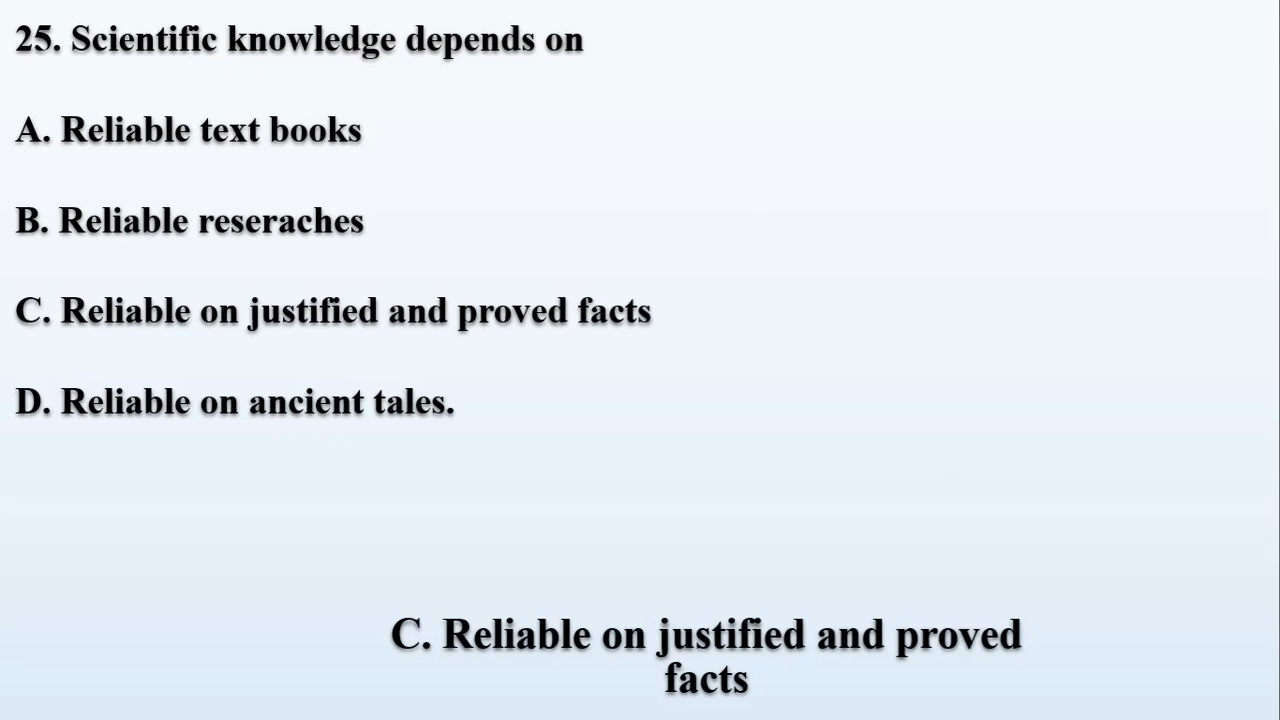 25. Scientific knowledge depends on
A. Reliable text books
B. Reliable reseraches
C. Reliable on justified and proved facts
D. Reliable on ancient tales.
C. Reliable on justified and proved
facts